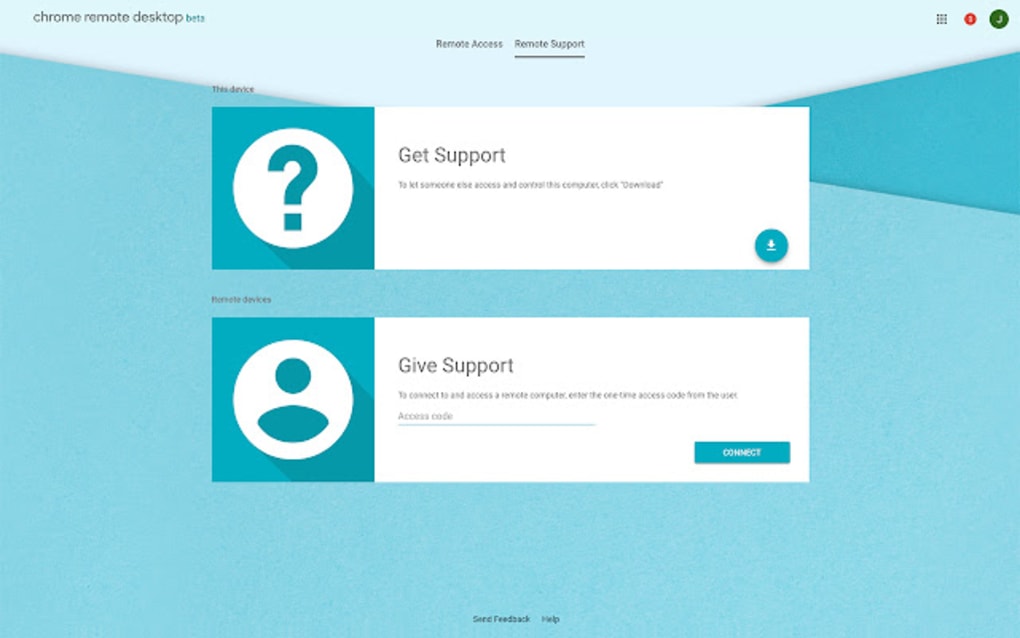 chrome remote desktop beta
J
Remote Access Remote Support
This device
Get Support
To let someone else access and control this computer, click "Download"
Remote devices
Give Support
To connect to and access a remote computer, enter the one-time access code from the user.
Access code
CONNECT
Send Feedback Help